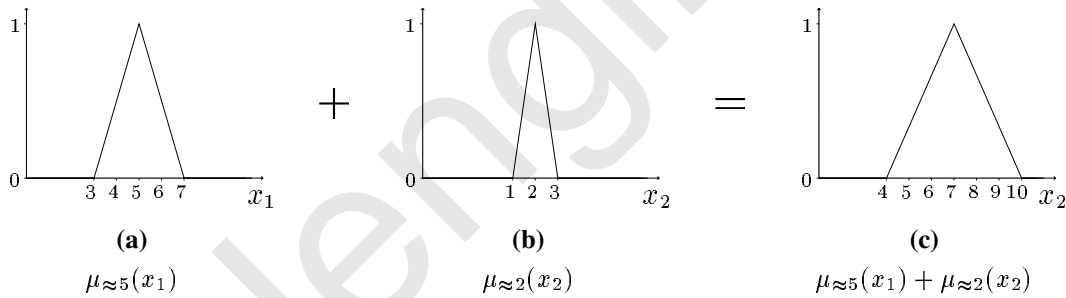 1
0
3 4 5 6 7
x₁
+
1
0
1 2 3
x₂
=
1
0
4 5 6 7 8 9 10
x₂
(a)
(b)
(c)
μ≈5(x₁)
μ≈2(x₂)
μ≈5(x₁) + μ≈2(x₂)